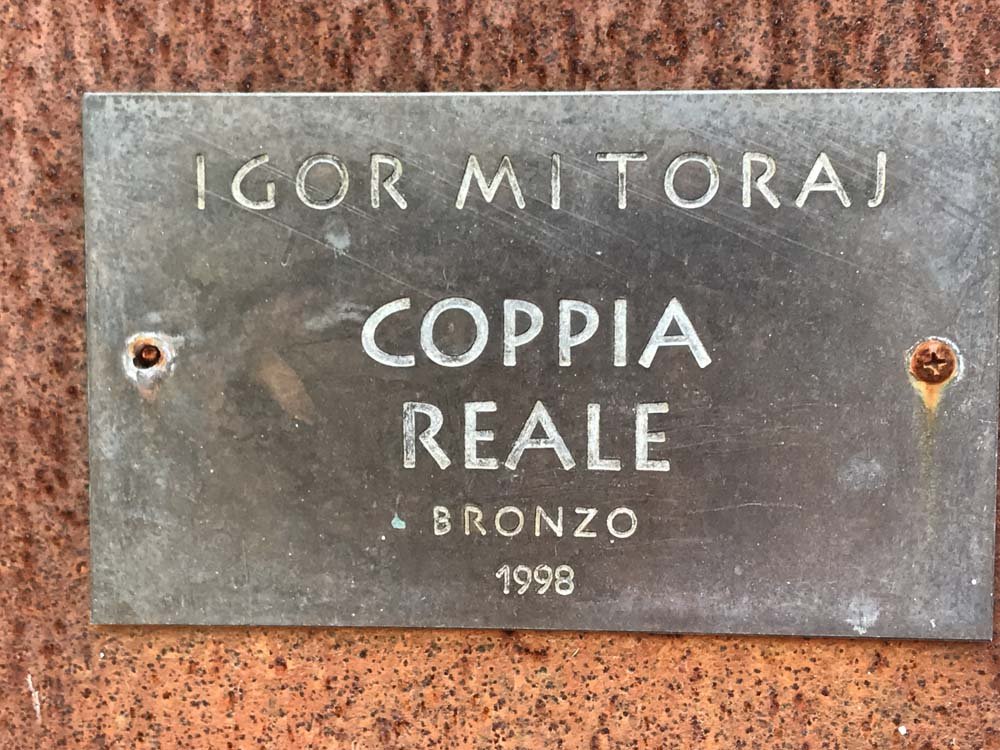 IGOR MITORAJ
COPPIA
REALE
BRONZO
1998